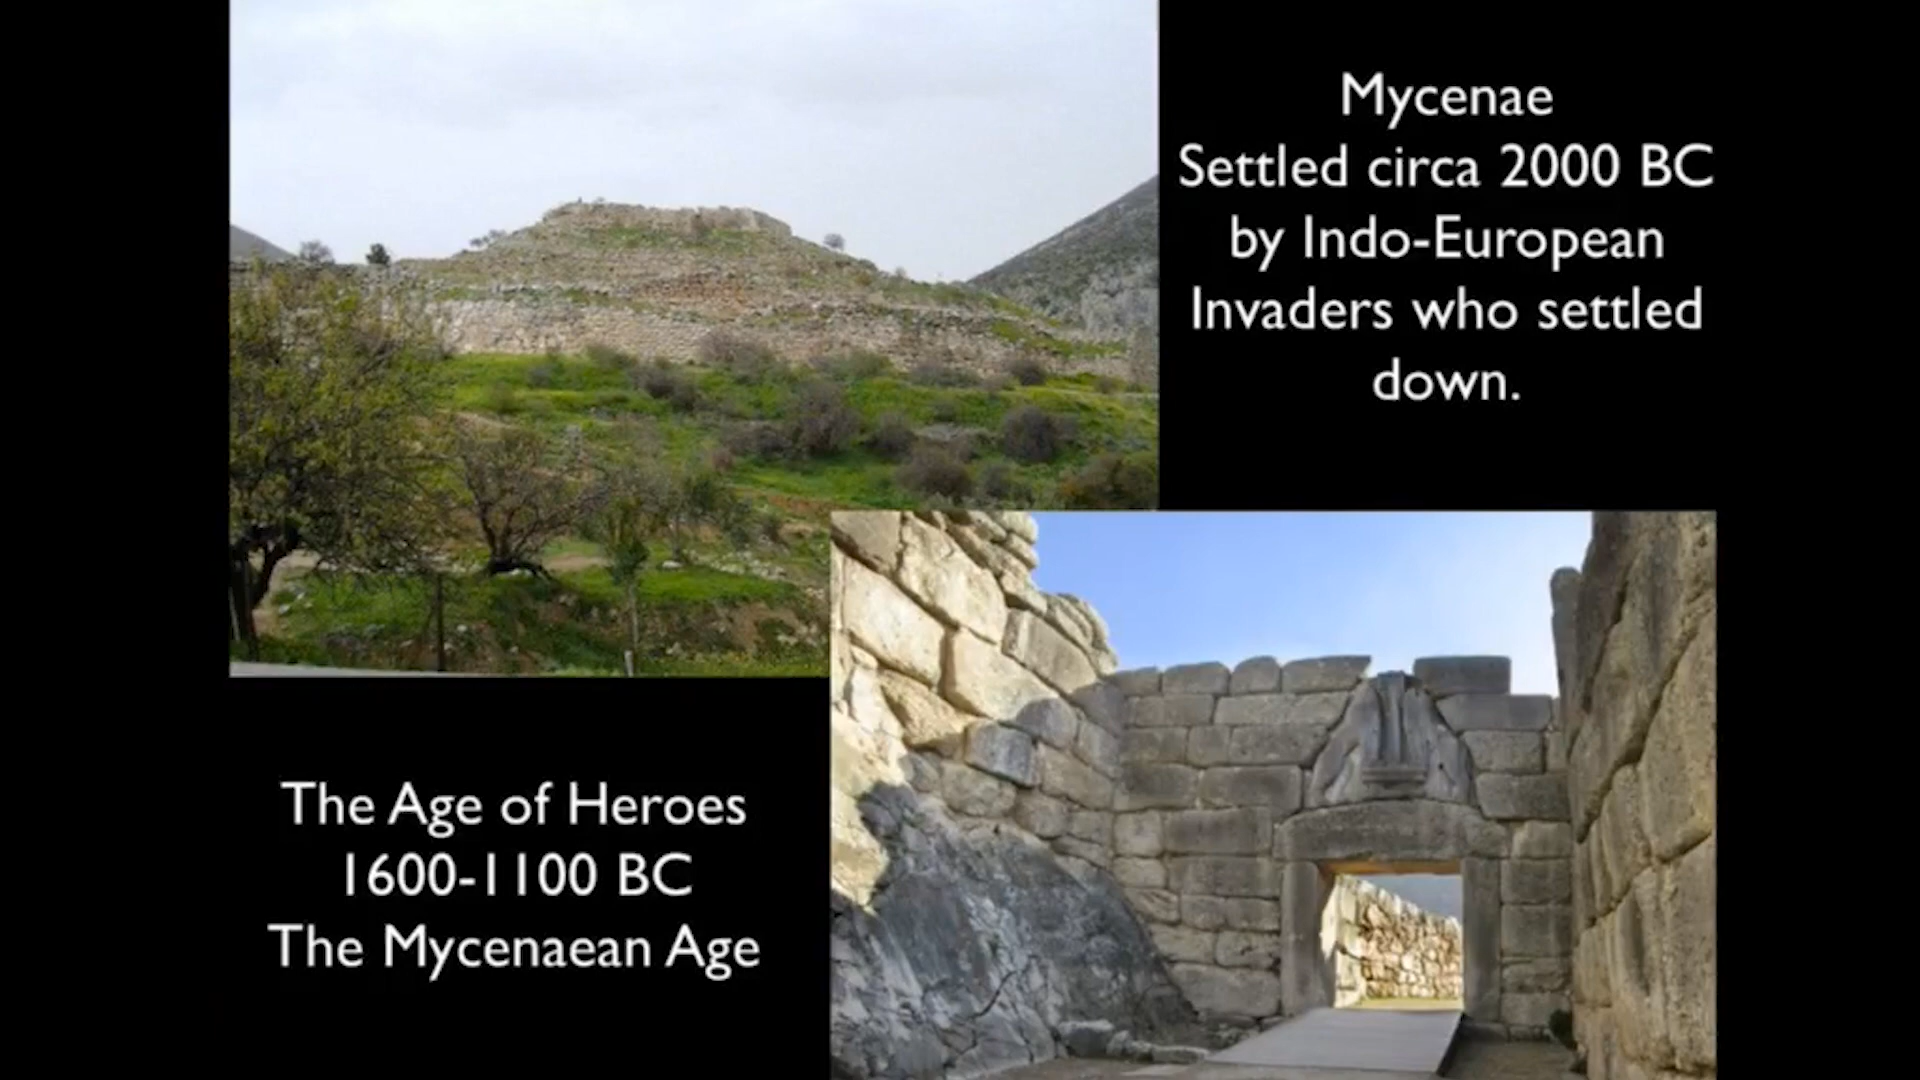 Mycenae
Settled circa 2000 BC
by Indo-European
Invaders who settled
down.
The Age of Heroes
1600-1100 BC
The Mycenaean Age